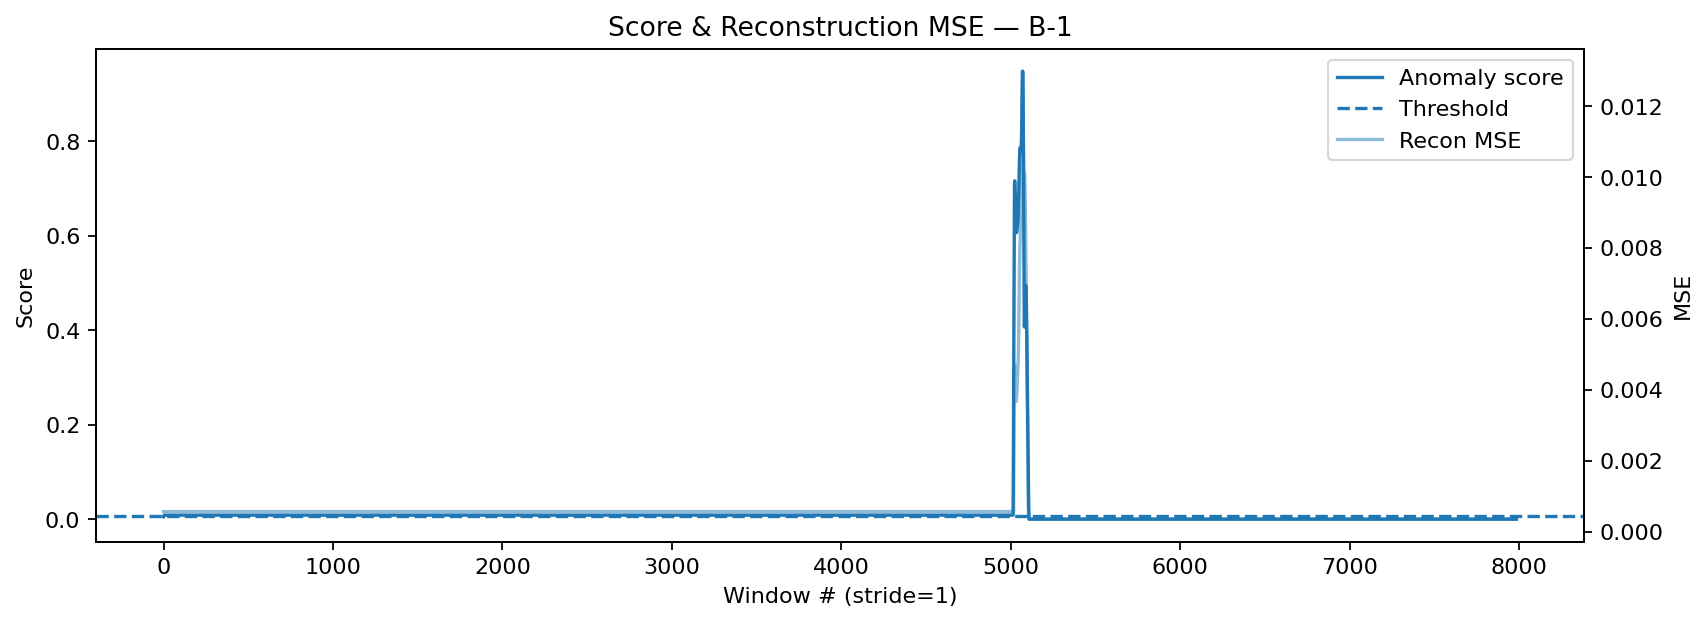 Score & Reconstruction MSE — B-1
Anomaly score
Threshold
Recon MSE
Score
0.8
0.6
0.4
0.2
0.0
0.012
0.010
0.008
0.006
0.004
0.002
0.000
MSE
0 1000 2000 3000 4000 5000 6000 7000 8000
Window # (stride=1)